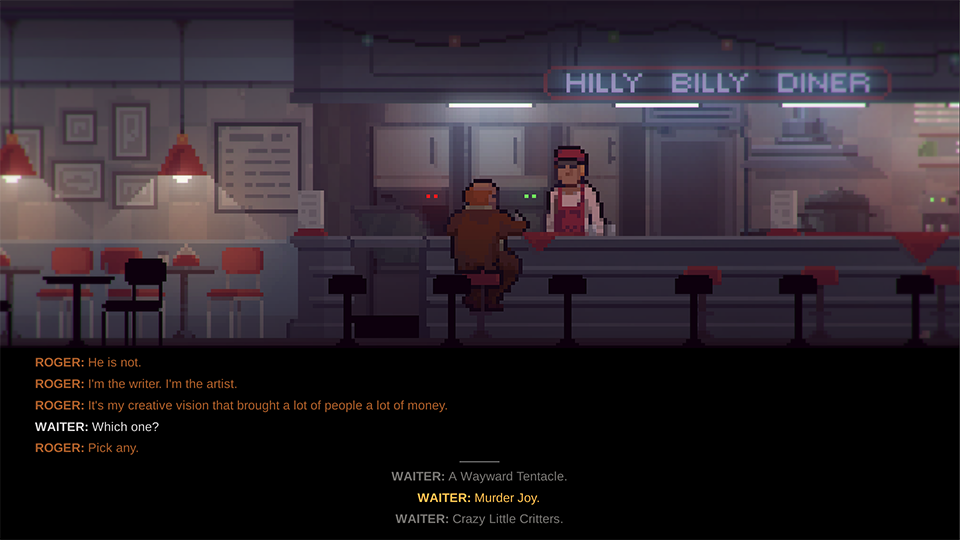 HILLY BILLY DINER
ROGER: He is not.
ROGER: I'm the writer. I'm the artist.
ROGER: It's my creative vision that brought a lot of people a lot of money.
WAITER: Which one?
ROGER: Pick any.
WAITER: A Wayward Tentacle.
WAITER: Murder Joy.
WAITER: Crazy Little Critters.